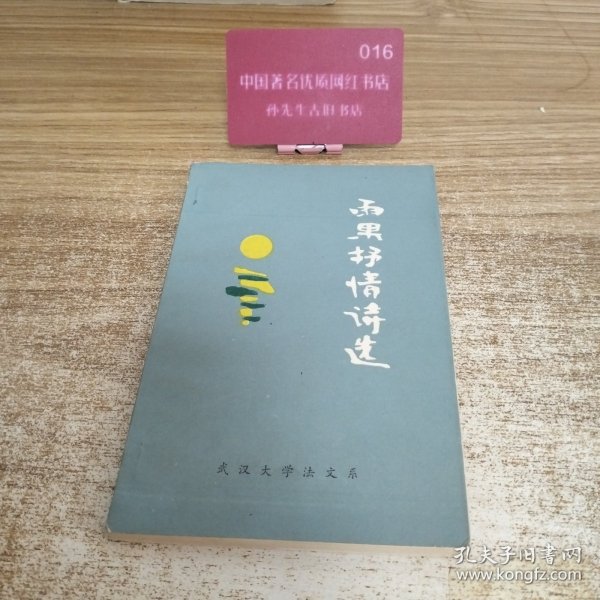 016
中国著名优质网红书店
孙先生古旧书店
雨果抒情诗选
武汉大学法文系
孔夫子旧书网
www.kongfz.com